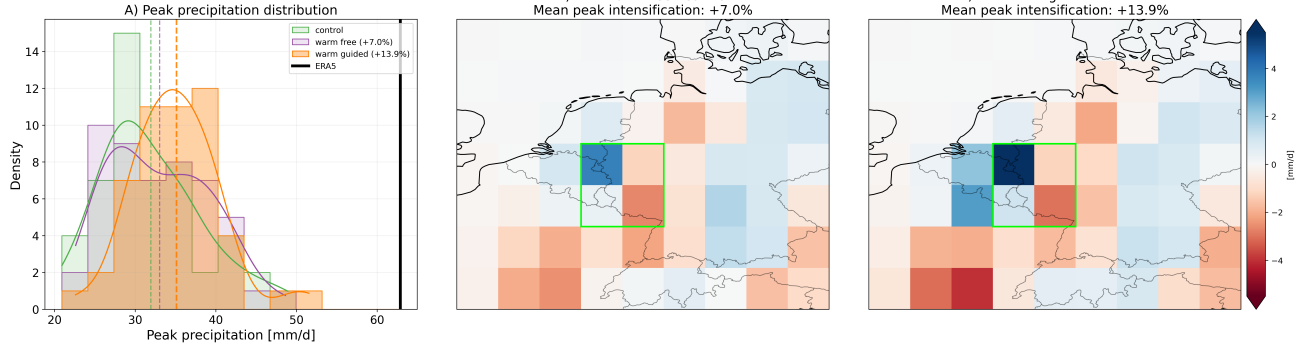 A) Peak precipitation distribution
Mean peak intensification: +7.0%
Mean peak intensification: +13.9%
control
warm free (+7.0%)
warm guided (+13.9%)
ERA5
Density
14
12
10
8
6
4
2
0
20
30
40
50
60
Peak precipitation [mm/d]
4
2
0
−2
−4
[mm/d]